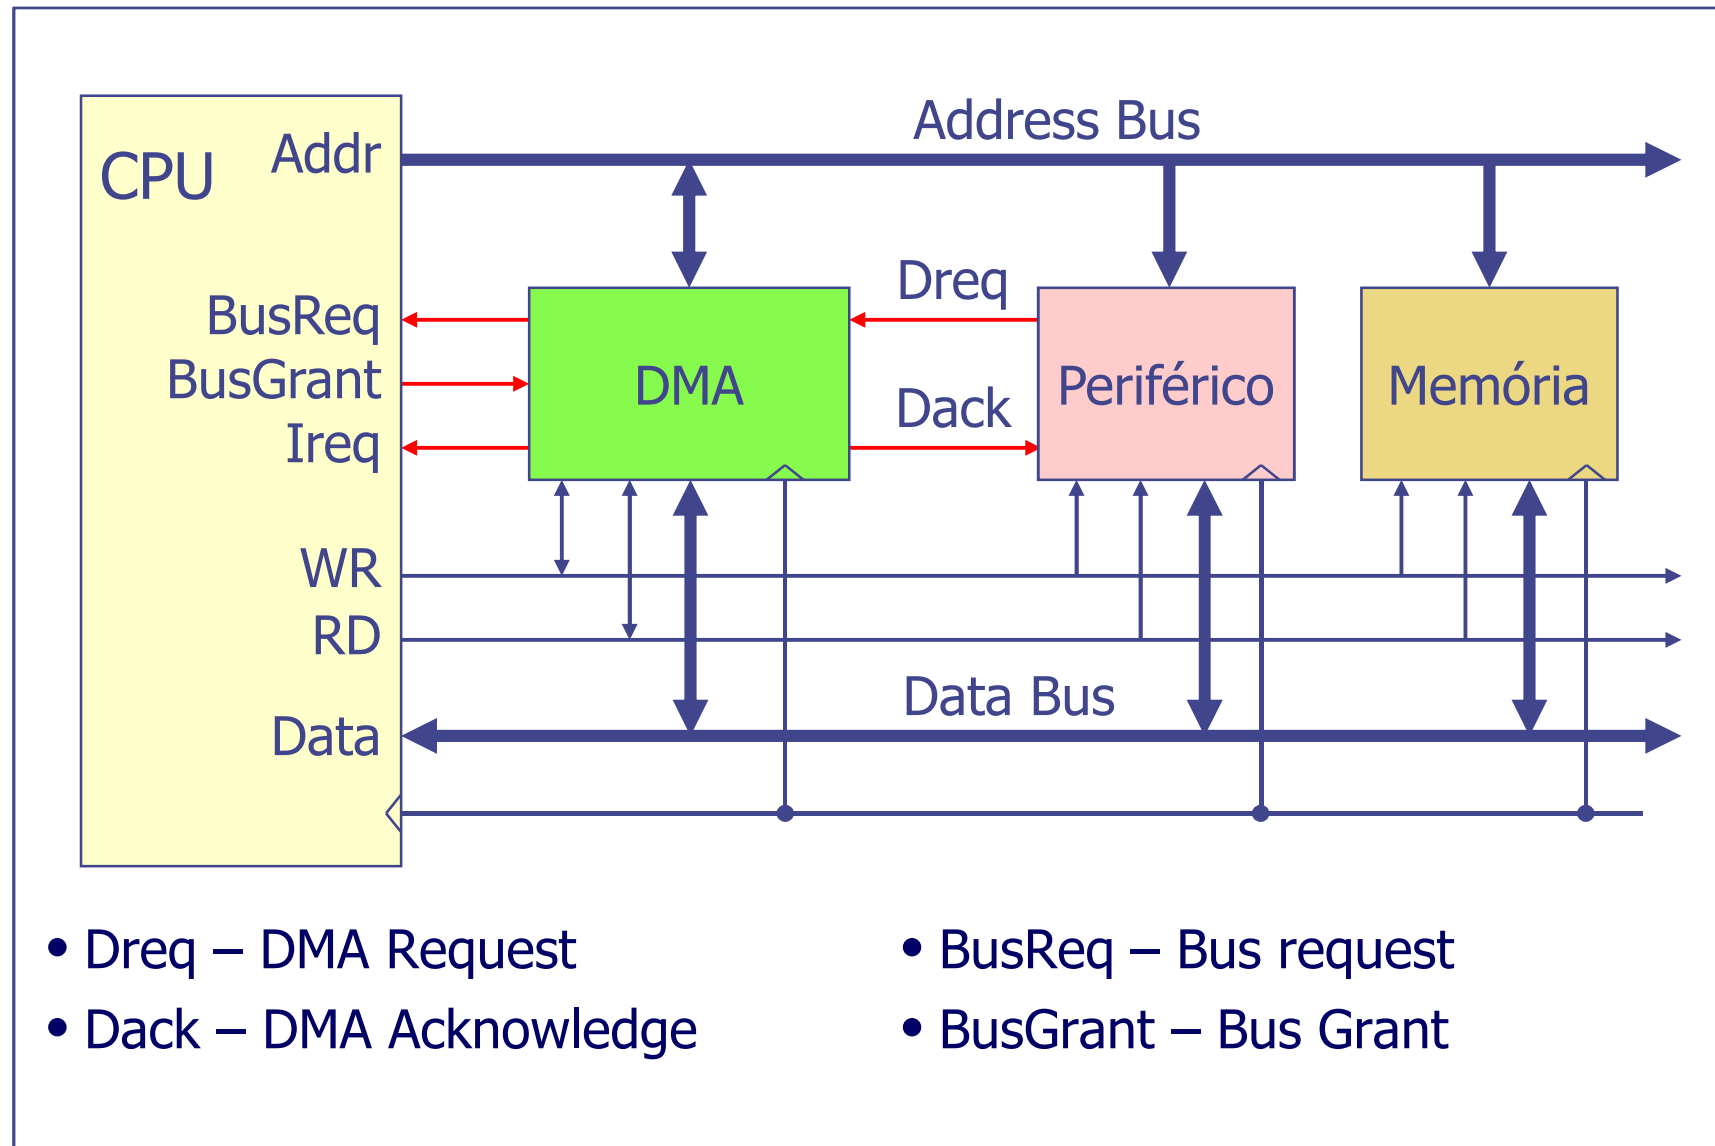 Address Bus
CPU
Addr
Dreq
BusReq
BusGrant
DMA
Periférico
Memória
Dack
Ireq
WR
RD
Data Bus
Data
• Dreq – DMA Request
• BusReq – Bus request
• Dack – DMA Acknowledge
• BusGrant – Bus Grant